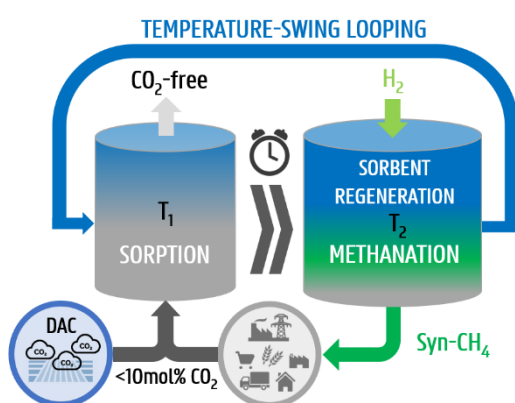 TEMPERATURE-SWING LOOPING
CO₂-free
H₂
SORBENT
REGENERATION
T₁
T₂
SORPTION
METHANATION
DAC
CO₂
CO₂
CO₂
<10mol% CO₂
Syn-CH₄